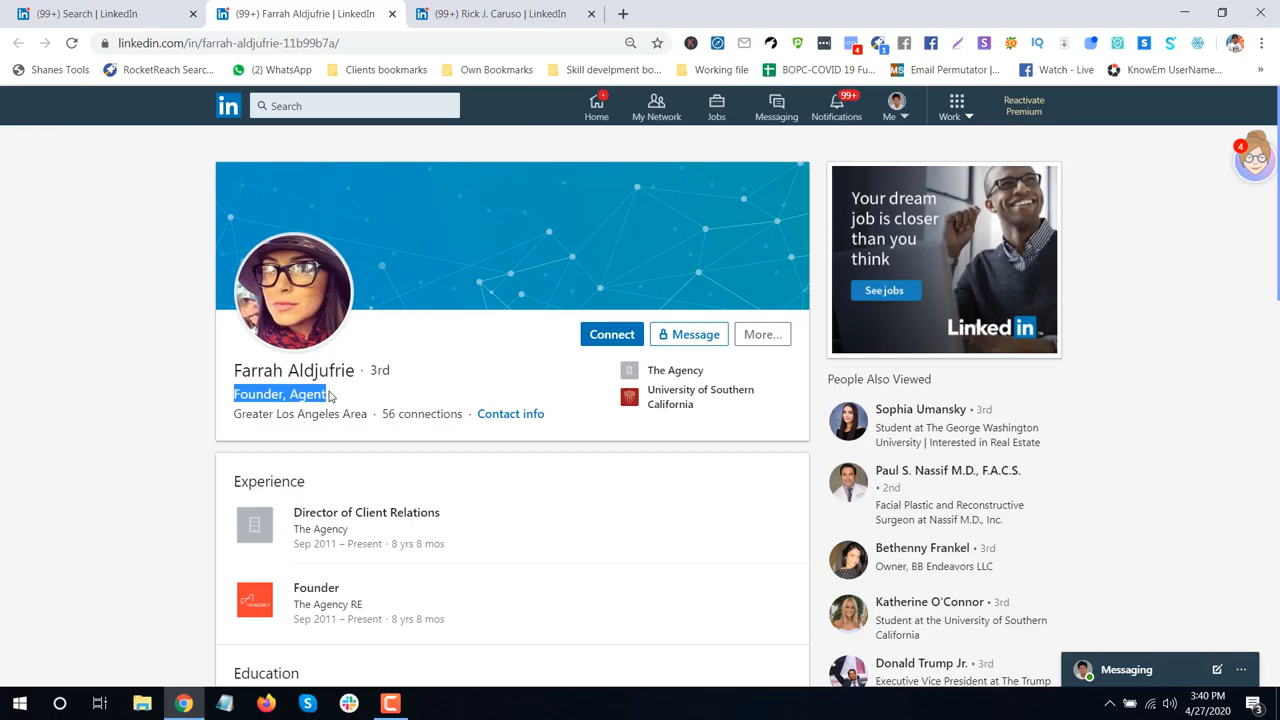 (99+) Search | LinkedIn
(99+) Farrah Aldjufrie | LinkedIn
(99+) Rick J. Caruso | LinkedIn
linkedin.com/in/farrah-aldjufrie-11b99b7a/
4
1
Shanes Tools
RocketReach Searc...
(2) WhatsApp
Clients bookmarks
Own Bookmarks
Skill develpment bo...
Working file
BOPC-COVID 19 Fu...
Email Permutator |...
Watch - Live
KnowEm UserName...
»
in
Search
Home
My Network
Jobs
Messaging
99+
Notifications
Me
Work
Reactivate
Premium
4
Connect
Message
More...
Farrah Aldjufrie · 3rd
Founder, Agent
Greater Los Angeles Area · 56 connections · Contact info
The Agency
University of Southern
California
Experience
Director of Client Relations
The Agency
Sep 2011 – Present · 8 yrs 8 mos
THEAGENCY
Founder
The Agency RE
Sep 2011 – Present · 8 yrs 8 mos
Education
Your dream
job is closer
than you
think
See jobs
Linked in
People Also Viewed
Sophia Umansky • 3rd
Student at The George Washington
University | Interested in Real Estate
Paul S. Nassif M.D., F.A.C.S.
• 2nd
Facial Plastic and Reconstructive
Surgeon at Nassif M.D., Inc.
Bethenny Frankel • 3rd
Owner, BB Endeavors LLC
Katherine O'Connor • 3rd
Student at the University of Southern
California
Donald Trump Jr. • 3rd
Executive Vice President at The Trump
Messaging
3:40 PM
4/27/2020
3